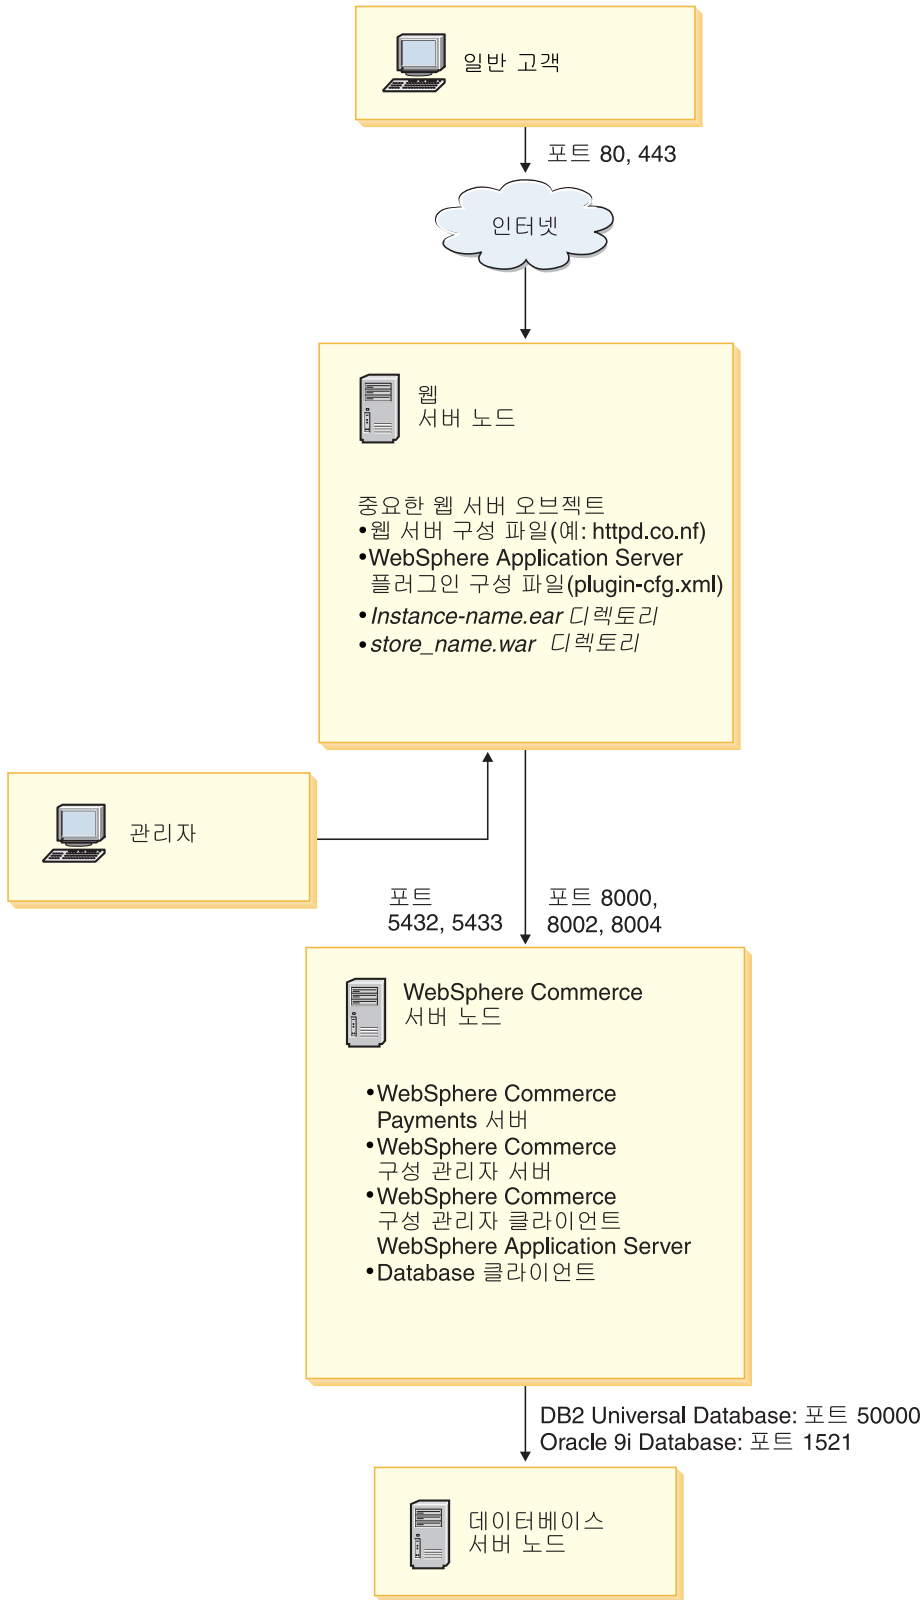 일반 고객
포트 80, 443
인터넷
웹
서버 노드
중요한 웹 서버 오브젝트
•웹 서버 구성 파일(예: httpd.co.nf)
•WebSphere Application Server
플러그인 구성 파일(plugin-cfg.xml)
•Instance-name.ear 디렉토리
•store_name.war 디렉토리
관리자
포트
5432, 5433
포트 8000,
8002, 8004
WebSphere Commerce
서버 노드
•WebSphere Commerce
Payments 서버
•WebSphere Commerce
구성 관리자 서버
•WebSphere Commerce
구성 관리자 클라이언트
WebSphere Application Server
•Database 클라이언트
DB2 Universal Database: 포트 50000
Oracle 9i Database: 포트 1521
데이터베이스
서버 노드